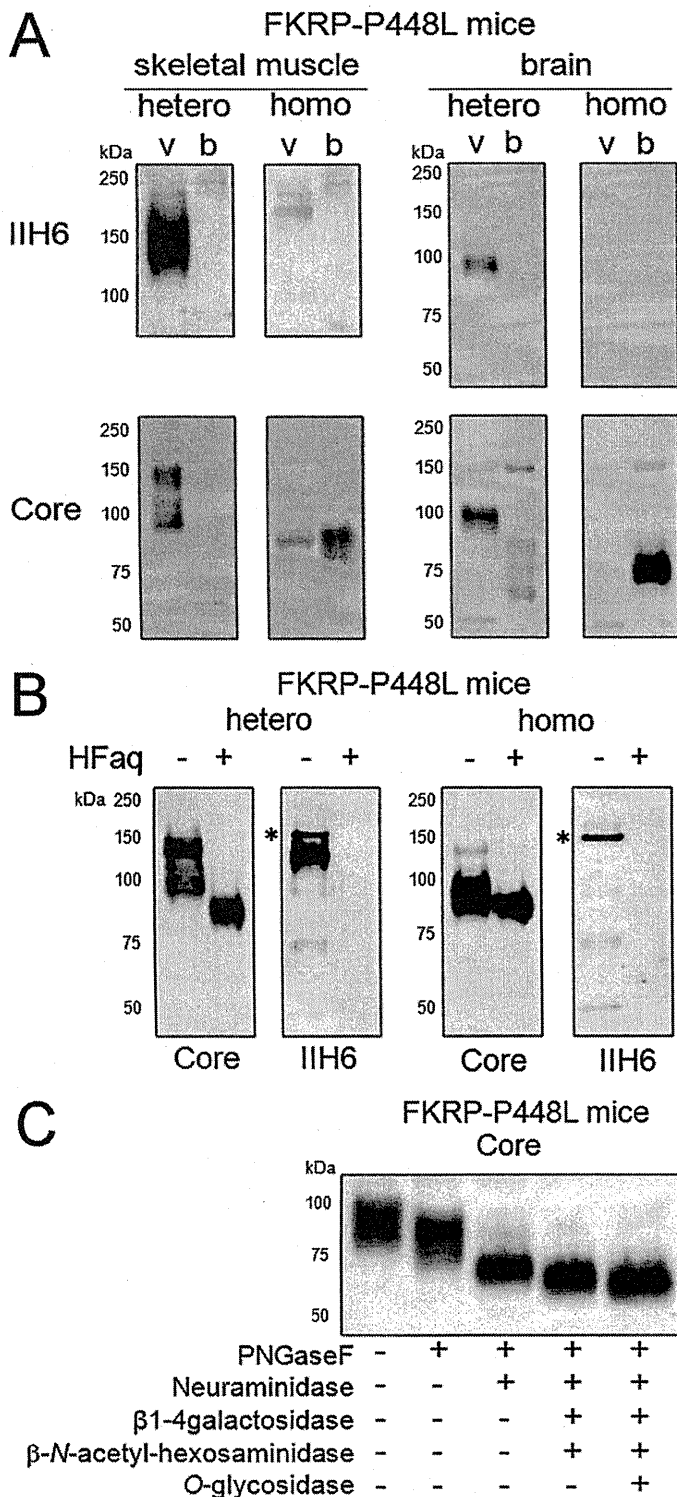 A
FKRP-P448L mice
skeletal muscle brain
hetero homo hetero homo
v b v b v b v b
kDa kDa
IIH6
250
150
100
250
150
100
75
50
Core
250
150
100
75
50
250
150
100
75
50
B
FKRP-P448L mice
hetero homo
HFaq - + - + - + - +
kDa 250
150 *
100
75
50
250
150 *
100
75
50
Core IIH6 Core IIH6
C
FKRP-P448L mice
Core
kDa
100
75
50
PNGaseF - + + + +
Neuraminidase - - + + +
β1-4galactosidase - - - + +
β-N-acetyl-hexosaminidase - - - + +
O-glycosidase - - - - +